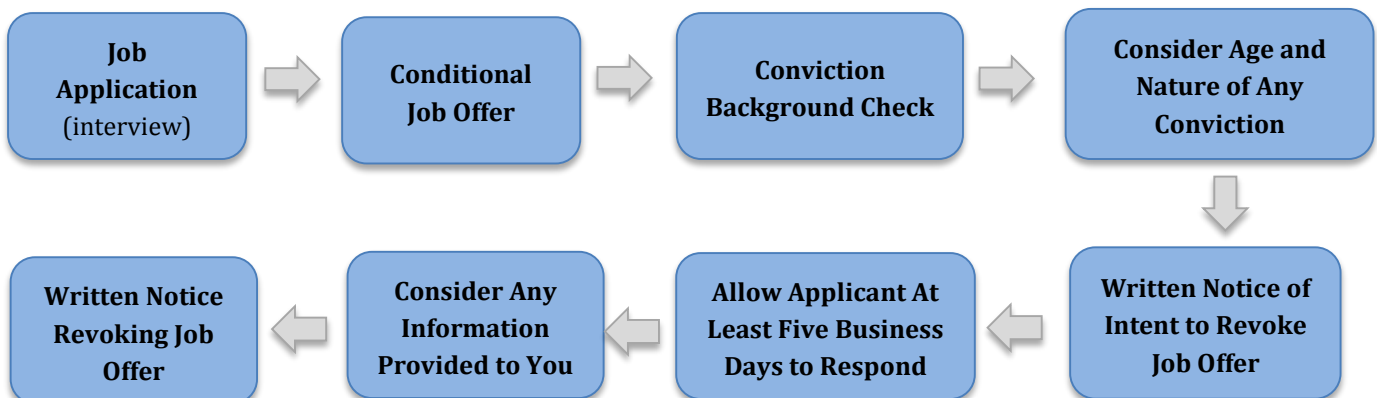 Job
Application
(interview)
Conditional
Job Offer
Conviction
Background Check
Consider Age and
Nature of Any
Conviction
Written Notice of
Intent to Revoke
Job Offer
Allow Applicant At
Least Five Business
Days to Respond
Consider Any
Information
Provided to You
Written Notice
Revoking Job
Offer